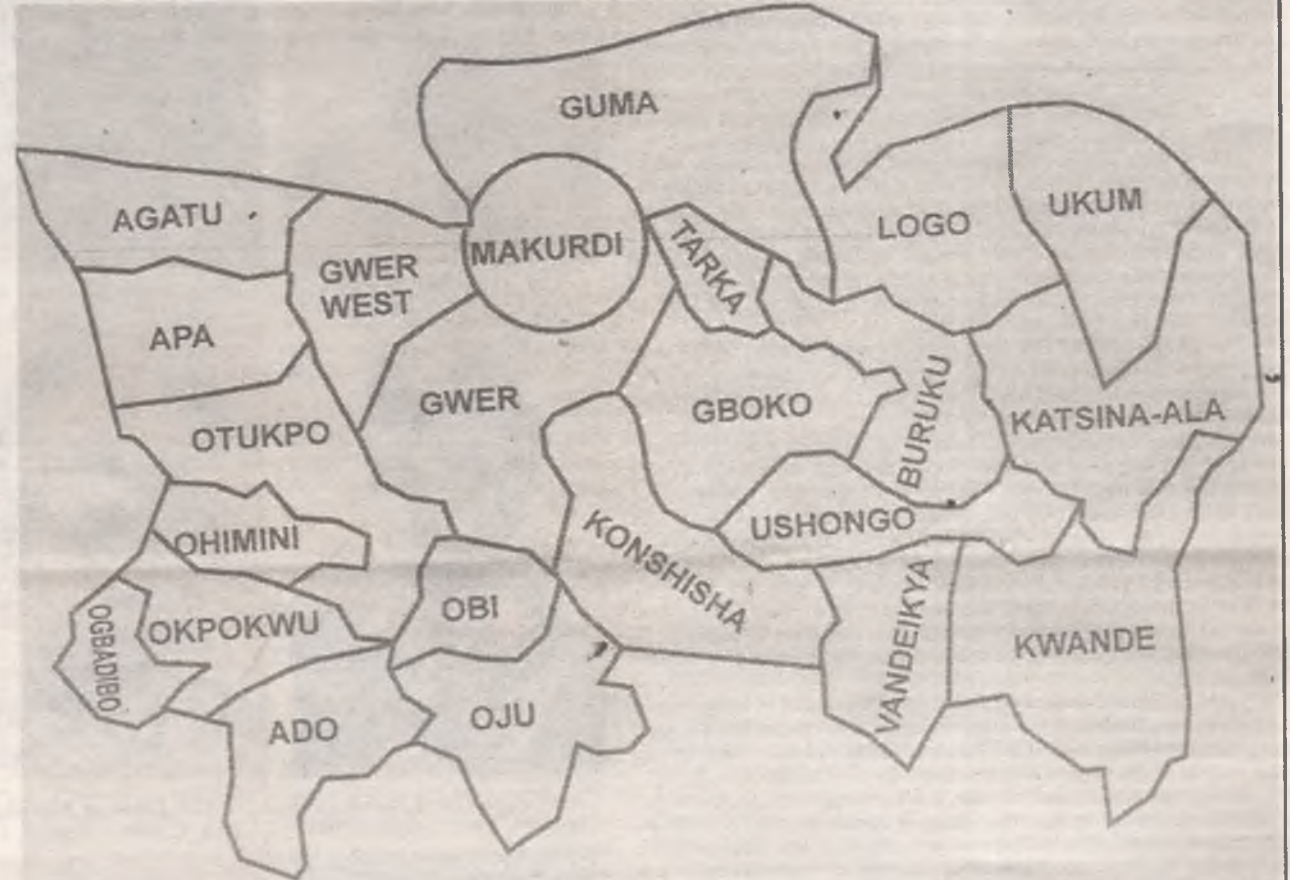 GUMA
AGATU
UKUM
LOGO
TARKA
MAKURDI
GWER
WEST
APA
GWER
GBOKO
BURUKU
KATSINA-ALA
OTUKPO
USHONGO
OHIMINI
KONSHISHA
OBI
OGBADIBO
OKPOKWU
VANDEIKYA
KWANDE
ADO
OJU